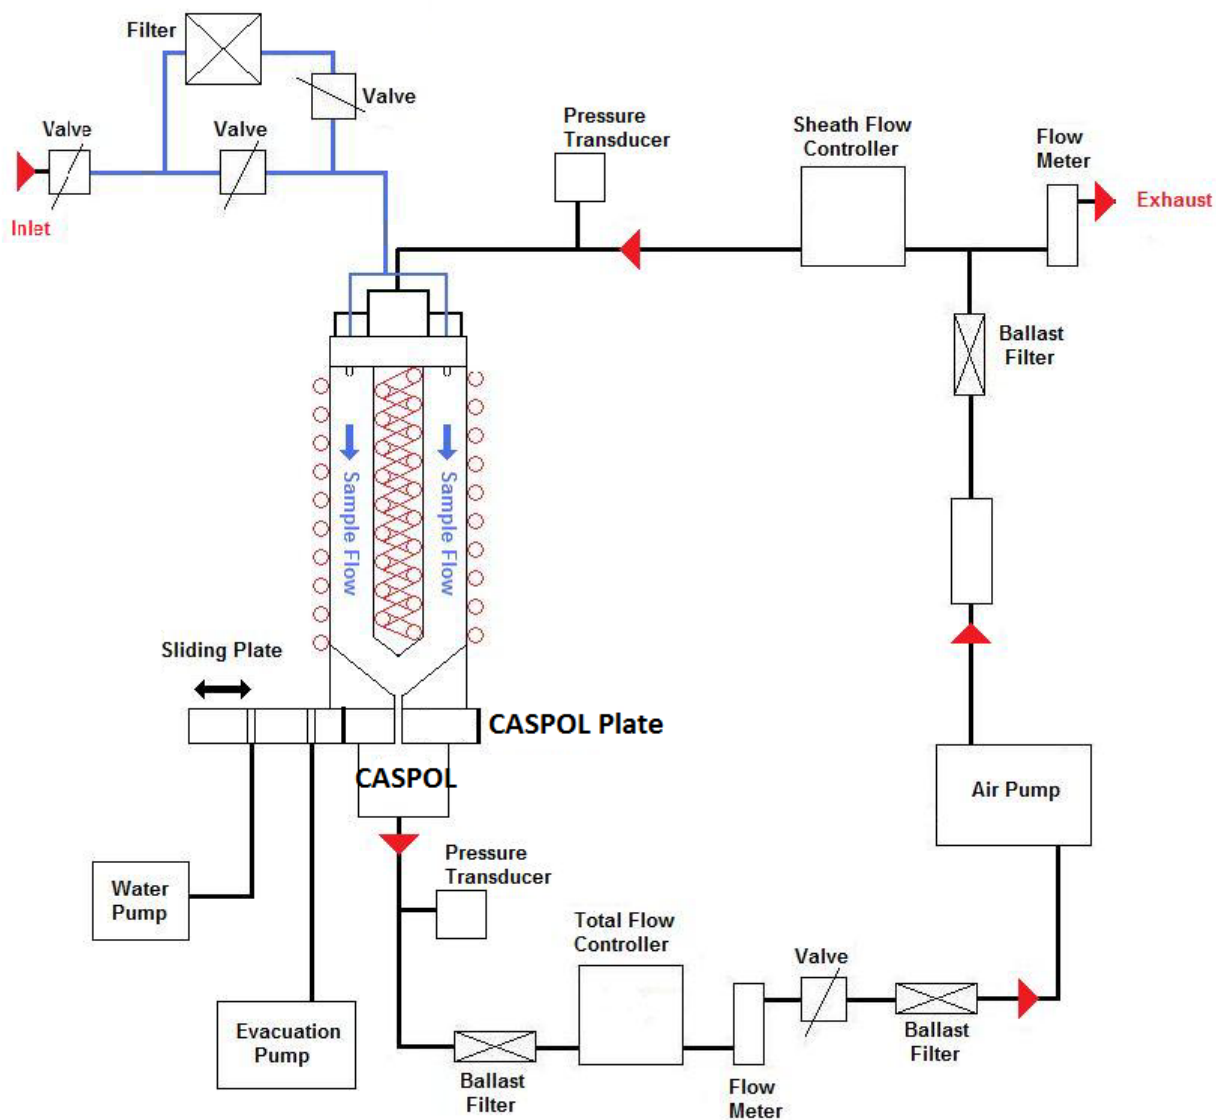 Filter
Valve
Valve
Valve
Inlet
Pressure
Transducer
Sheath Flow
Controller
Flow
Meter
Exhaust
Ballast
Filter
Sample Flow
Sample Flow
Sliding Plate
CASPOL Plate
CASPOL
Air Pump
Water
Pump
Pressure
Transducer
Total Flow
Controller
Valve
Evacuation
Pump
Ballast
Filter
Flow
Meter
Ballast
Filter